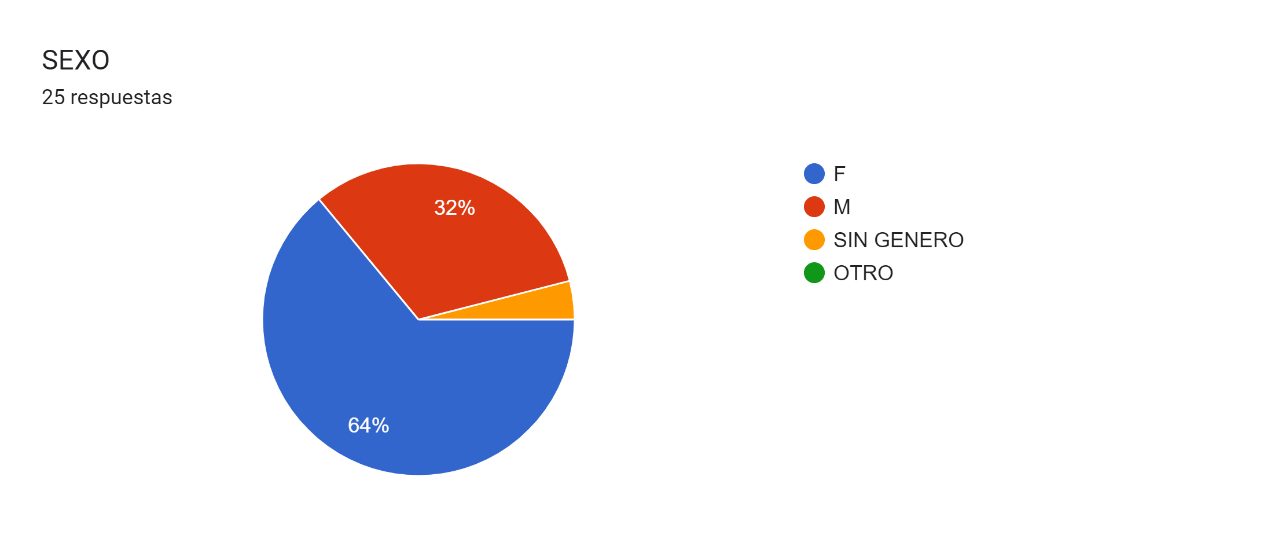 SEXO
25 respuestas
32%
64%
F
M
SIN GENERO
OTRO